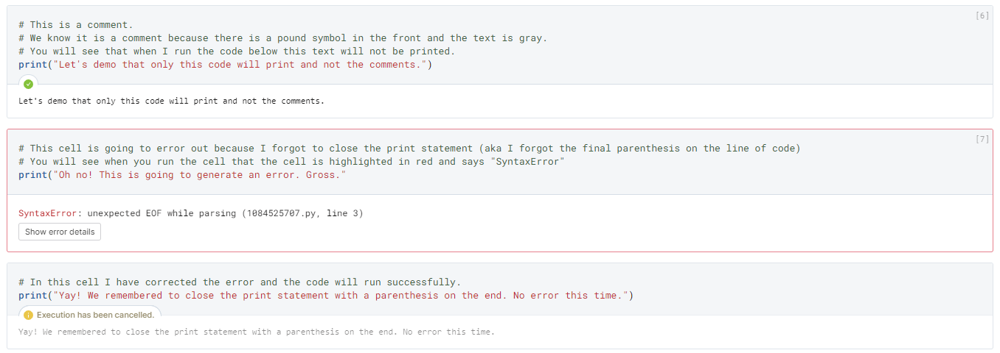 [6]
# This is a comment.
# We know it is a comment because there is a pound symbol in the front and the text is gray.
# You will see that when I run the code below this text will not be printed.
print("Let's demo that only this code will print and not the comments.")
Let's demo that only this code will print and not the comments.
[7]
# This cell is going to error out because I forgot to close the print statement (aka I forgot the final parenthesis on the line of code)
# You will see when you run the cell that the cell is highlighted in red and says "SyntaxError"
print("Oh no! This is going to generate an error. Gross."
SyntaxError: unexpected EOF while parsing (1084525707.py, line 3)
Show error details
# In this cell I have corrected the error and the code will run successfully.
print("Yay! We remembered to close the print statement with a parenthesis on the end. No error this time.")
Execution has been cancelled.
Yay! We remembered to close the print statement with a parenthesis on the end. No error this time.